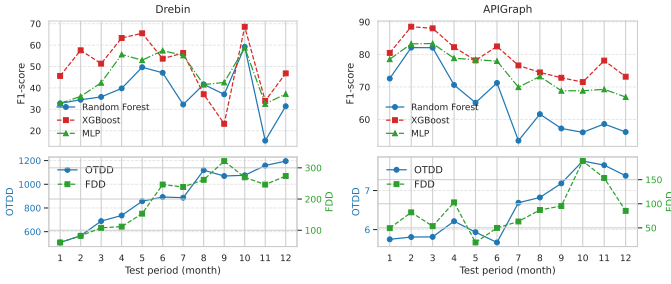 Drebin
70
60
50
40
30
20
F1-score
Random Forest
XGBoost
MLP
APIGraph
90
80
70
60
F1-score
Random Forest
XGBoost
MLP
1200
1000
800
600
OTDD
OTDD
FDD
300
200
100
FDD
1 2 3 4 5 6 7 8 9 10 11 12
Test period (month)
7
6
OTDD
OTDD
FDD
150
100
50
FDD
1 2 3 4 5 6 7 8 9 10 11 12
Test period (month)